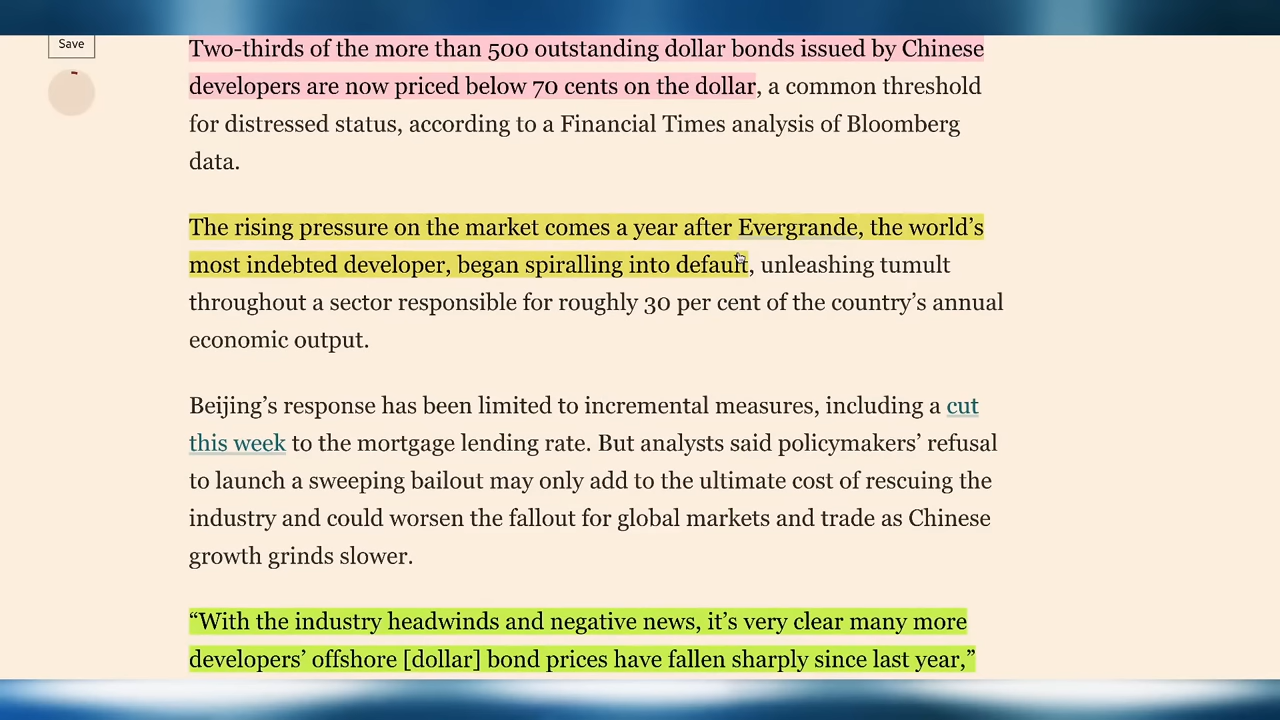 Save
Two-thirds of the more than 500 outstanding dollar bonds issued by Chinese
developers are now priced below 70 cents on the dollar, a common threshold
for distressed status, according to a Financial Times analysis of Bloomberg
data.
The rising pressure on the market comes a year after Evergrande, the world’s
most indebted developer, began spiralling into default, unleashing tumult
throughout a sector responsible for roughly 30 per cent of the country’s annual
economic output.
Beijing’s response has been limited to incremental measures, including a cut
this week to the mortgage lending rate. But analysts said policymakers’ refusal
to launch a sweeping bailout may only add to the ultimate cost of rescuing the
industry and could worsen the fallout for global markets and trade as Chinese
growth grinds slower.
“With the industry headwinds and negative news, it’s very clear many more
developers’ offshore [dollar] bond prices have fallen sharply since last year,”